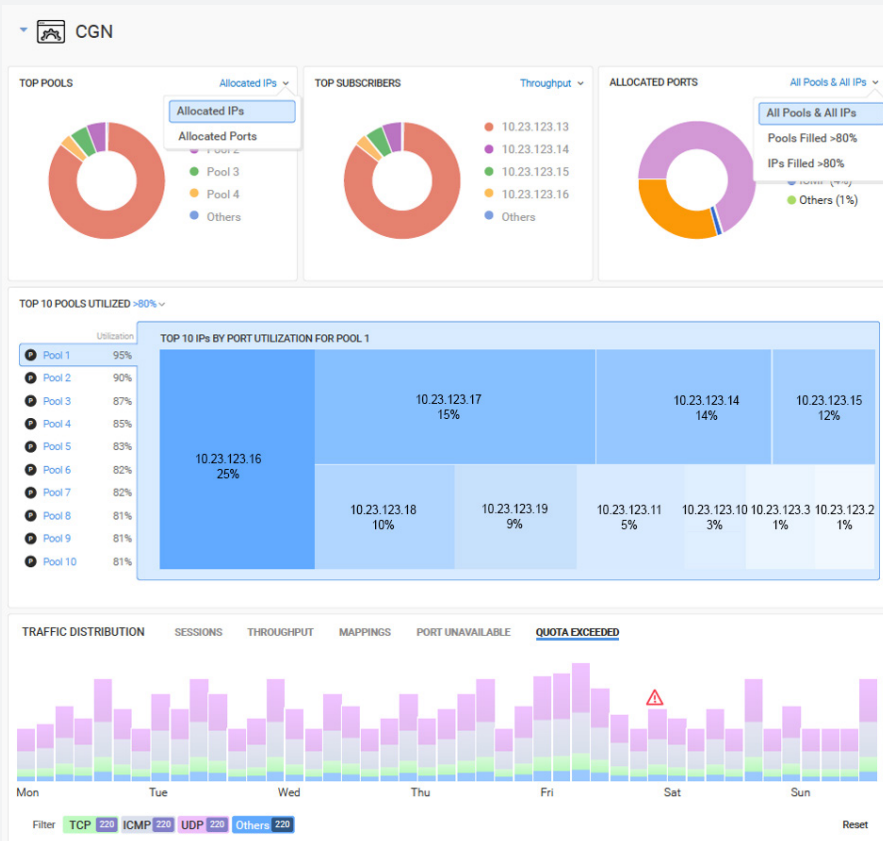 CGN
TOP POOLS
Allocated IPs
Allocated IPs
Allocated Ports
Pool 2
Pool 3
Pool 4
Others
TOP SUBSCRIBERS
Throughput
10.23.123.13
10.23.123.14
10.23.123.15
10.23.123.16
Others
ALLOCATED PORTS
All Pools & All IPs
All Pools & All IPs
Pools Filled >80%
IPs Filled >80%
ICMP (4%)
Others (1%)
TOP 10 POOLS UTILIZED >80%
Utilization
P Pool 1 95%
P Pool 2 90%
P Pool 3 87%
P Pool 4 85%
P Pool 5 83%
P Pool 6 82%
P Pool 7 82%
P Pool 8 81%
P Pool 9 81%
P Pool 10 81%
TOP 10 IPs BY PORT UTILIZATION FOR POOL 1
10.23.123.16
25%
10.23.123.17
15%
10.23.123.14
14%
10.23.123.15
12%
10.23.123.18
10%
10.23.123.19
9%
10.23.123.11
5%
10.23.123.10
3%
10.23.123.3
1%
10.23.123.2
1%
TRAFFIC DISTRIBUTION SESSIONS THROUGHPUT MAPPINGS PORT UNAVAILABLE QUOTA EXCEEDED
Mon Tue Wed Thu Fri Sat Sun
Filter TCP 220 ICMP 220 UDP 220 Others 220 Reset